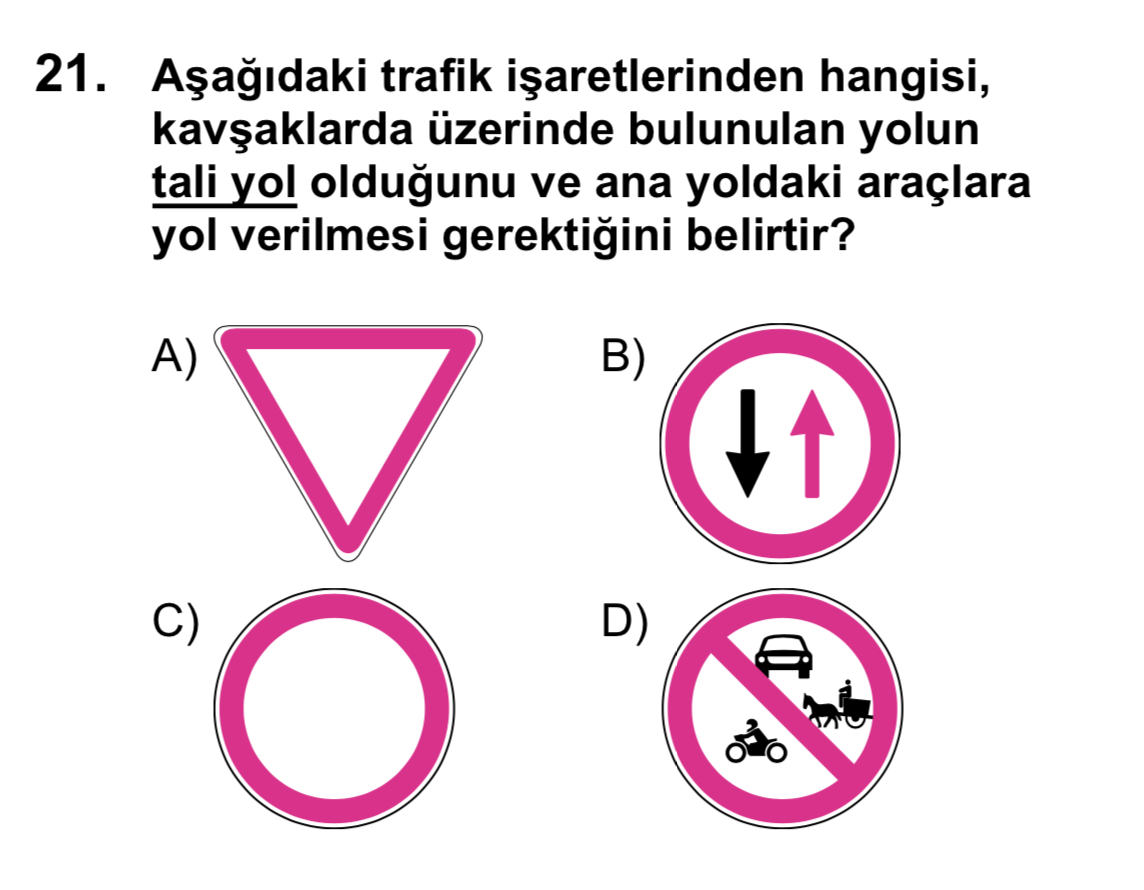 21. Aşağıdaki trafik işaretlerinden hangisi,
kavşaklarda üzerinde bulunulan yolun
tali yol olduğunu ve ana yoldaki araçlara
yol verilmesi gerektiğini belirtir?
A)
B)
C)
D)